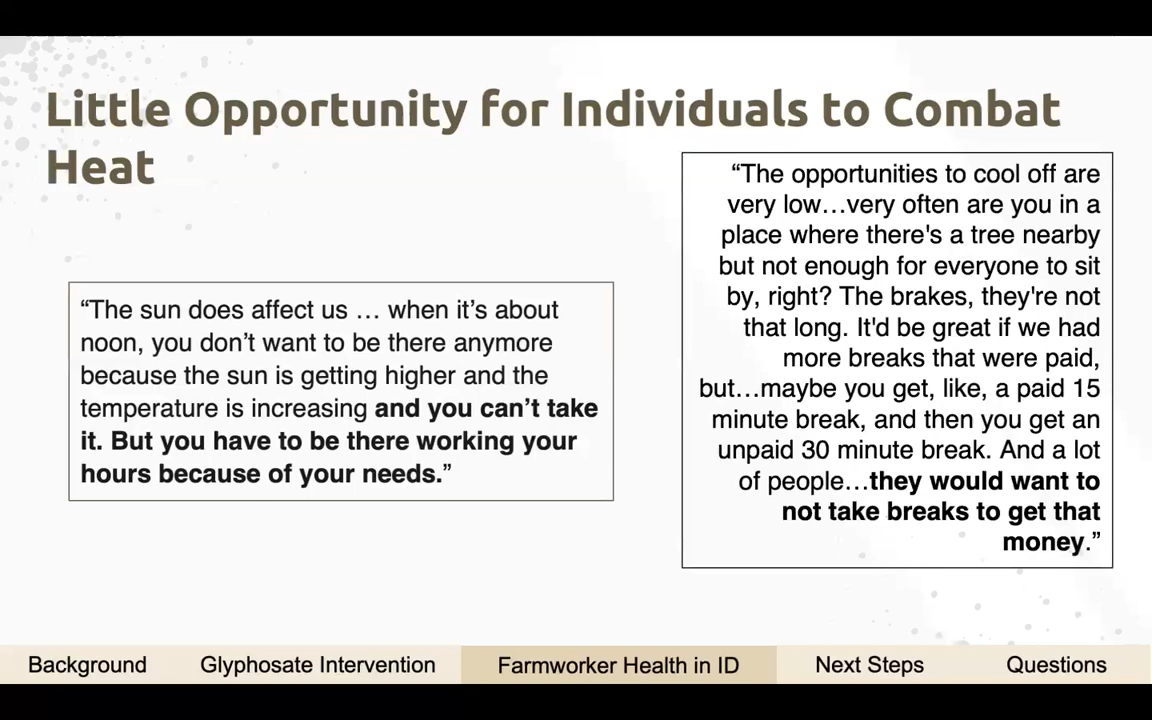 Little Opportunity for Individuals to Combat
Heat
“The sun does affect us … when it’s about
noon, you don’t want to be there anymore
because the sun is getting higher and the
temperature is increasing and you can’t take
it. But you have to be there working your
hours because of your needs.”
“The opportunities to cool off are
very low…very often are you in a
place where there's a tree nearby
but not enough for everyone to sit
by, right? The brakes, they're not
that long. It'd be great if we had
more breaks that were paid,
but…maybe you get, like, a paid 15
minute break, and then you get an
unpaid 30 minute break. And a lot
of people…they would want to
not take breaks to get that
money.”
Background Glyphosate Intervention Farmworker Health in ID Next Steps Questions